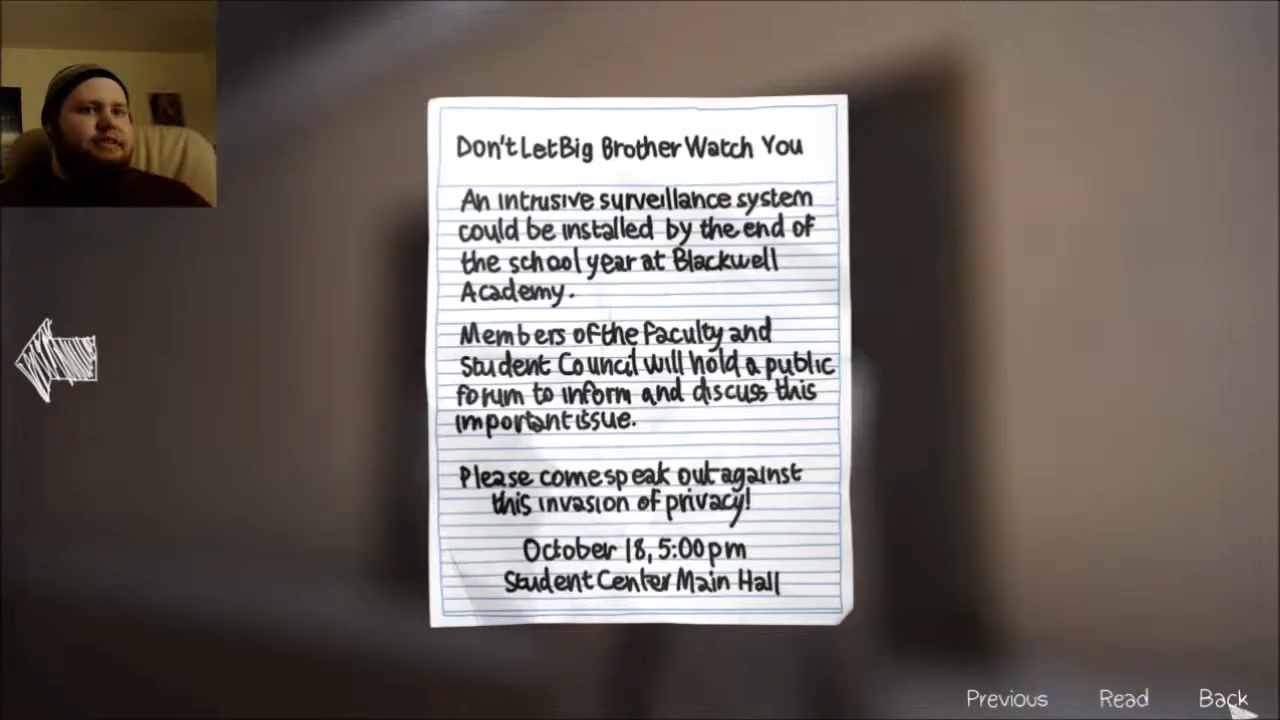 Don't Let Big Brother Watch You
An intrusive surveillance system
could be installed by the end of
the school year at Blackwell
Academy.
Members of the faculty and
Student Council will hold a public
forum to inform and discuss this
important issue.
Please come speak out against
this invasion of privacy!
October 18, 5:00pm
Student Center Main Hall
Previous Read Back